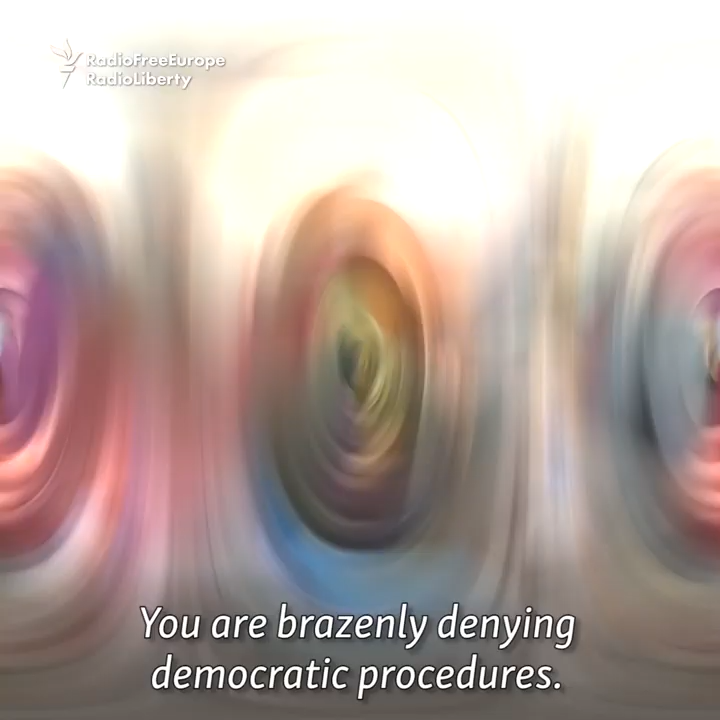 RadioFreeEurope
RadioLiberty
You are brazenly denying
democratic procedures.